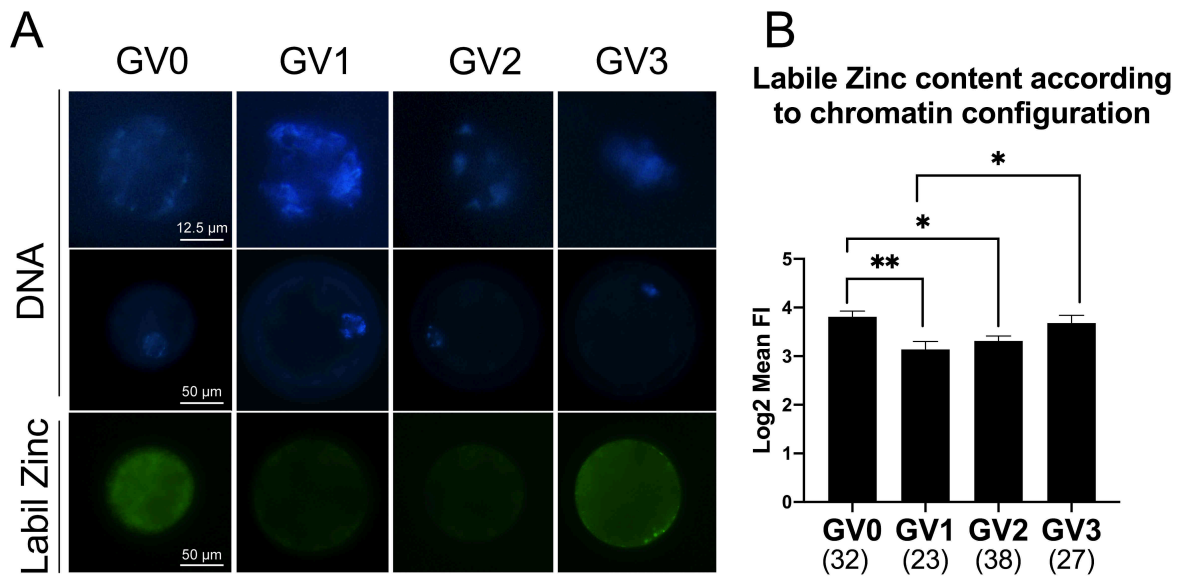 A
GV0 GV1 GV2 GV3
DNA
12.5 µm
50 µm
Labil Zinc
50 µm
B
Labile Zinc content according
to chromatin configuration
*
*
**
Log2 Mean FI
5
4
3
2
1
0
GV0 GV1 GV2 GV3
(32) (23) (38) (27)